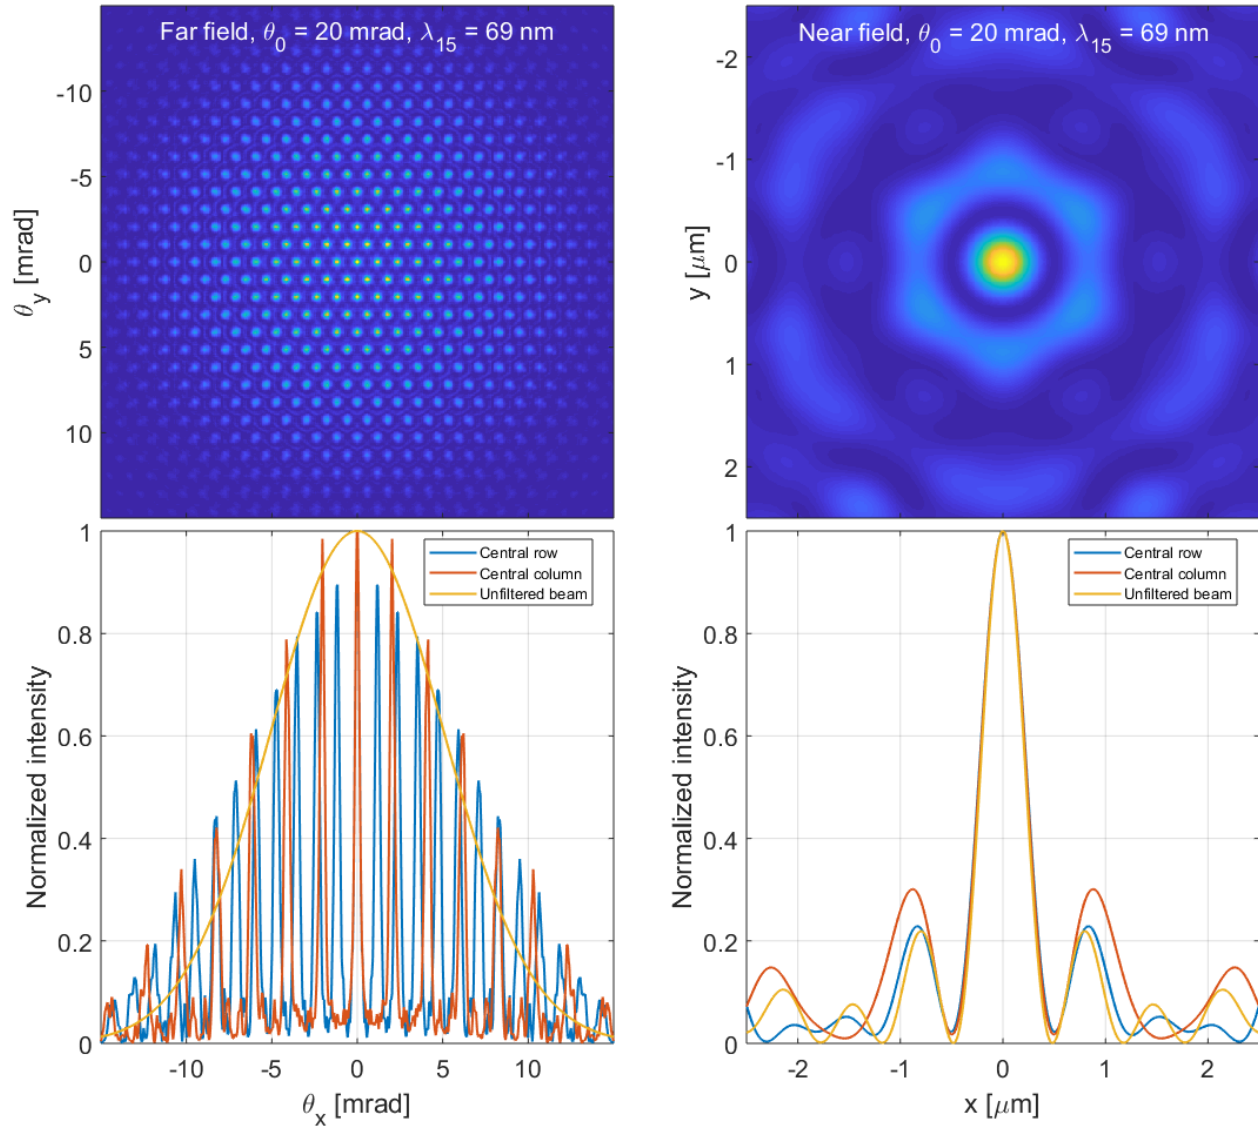 Far field, θ₀ = 20 mrad, λ₁₅ = 69 nm
-10
-5
0
5
10
θ_y [mrad]
Near field, θ₀ = 20 mrad, λ₁₅ = 69 nm
-2
-1
0
1
2
y [μm]
1
0.8
0.6
0.4
0.2
0
Normalized intensity
Central row
Central column
Unfiltered beam
-10
-5
0
5
10
θₓ [mrad]
1
0.8
0.6
0.4
0.2
0
Normalized intensity
Central row
Central column
Unfiltered beam
-2
-1
0
1
2
x [μm]